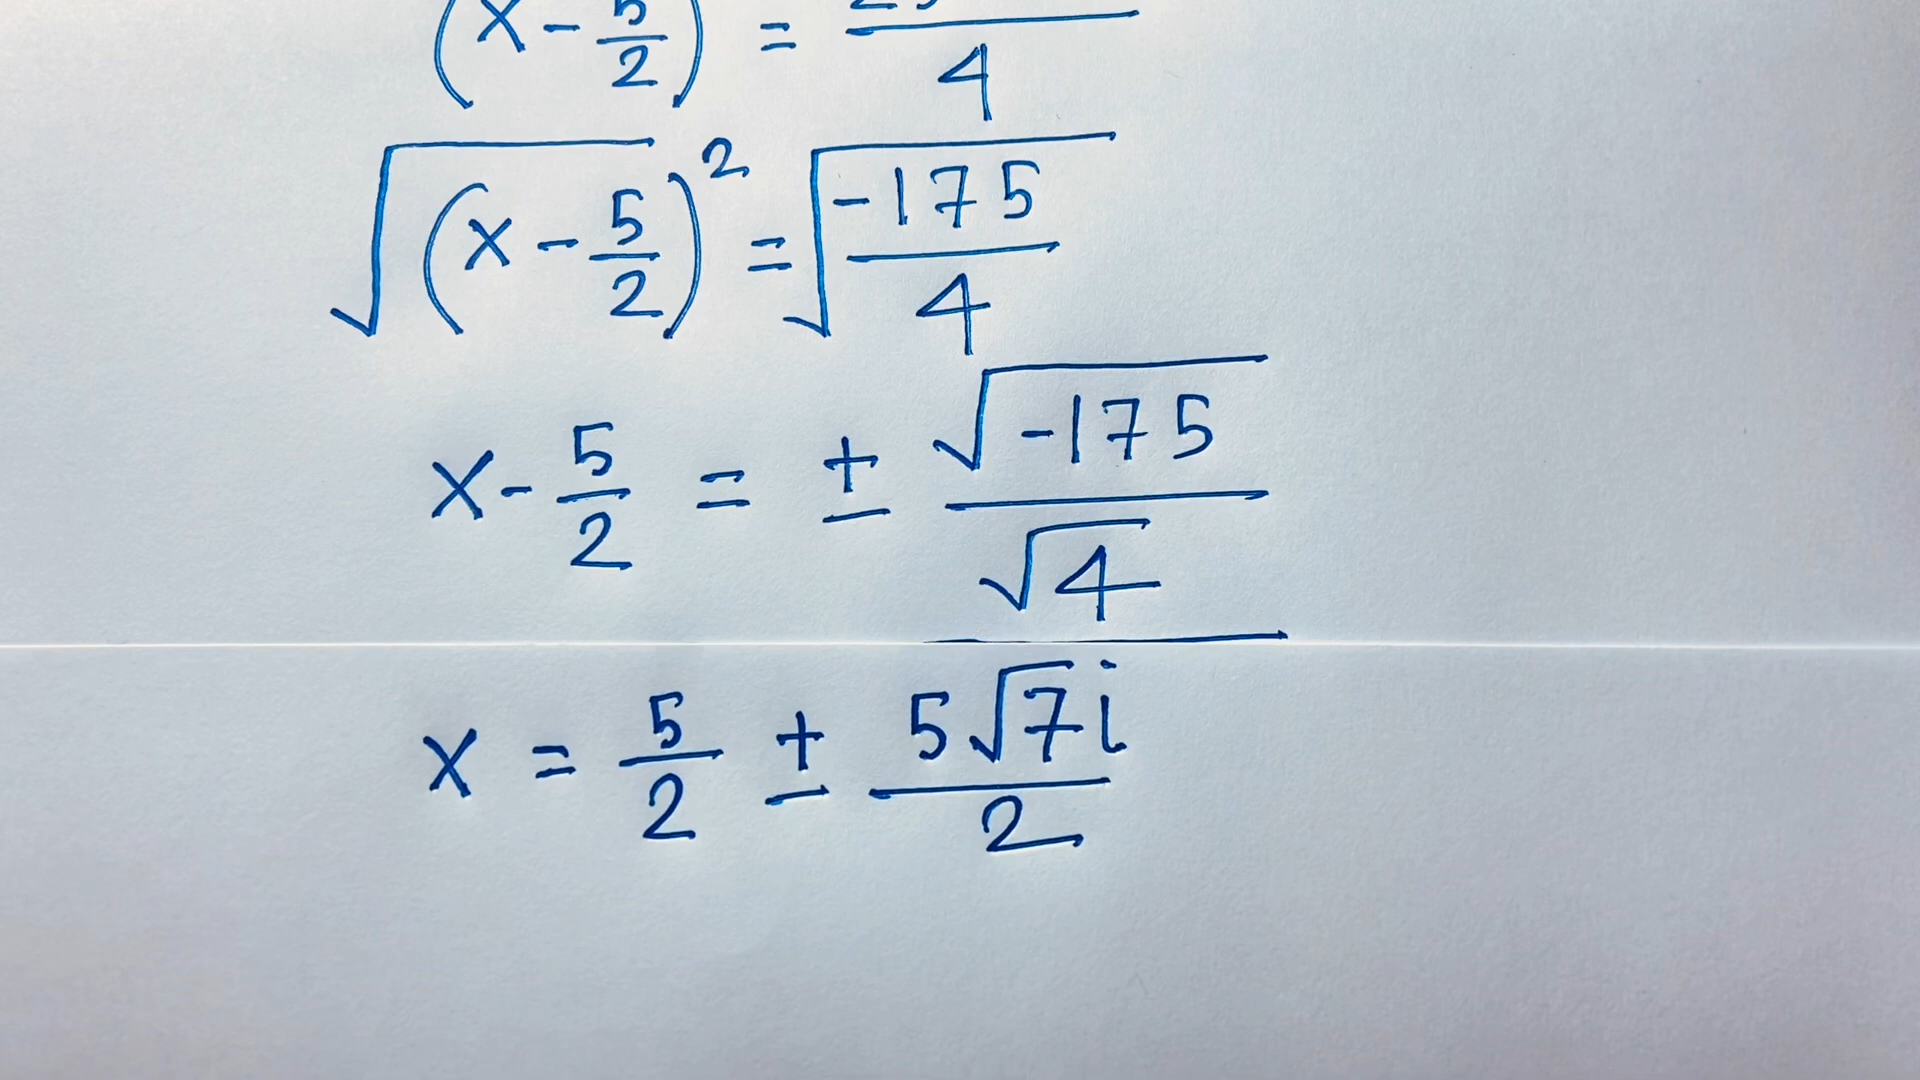 (x - 5/2) = /4
√(x - 5/2)² = √(-175/4)
x - 5/2 = ± √-175/√4
x = 5/2 ± 5√7i/2